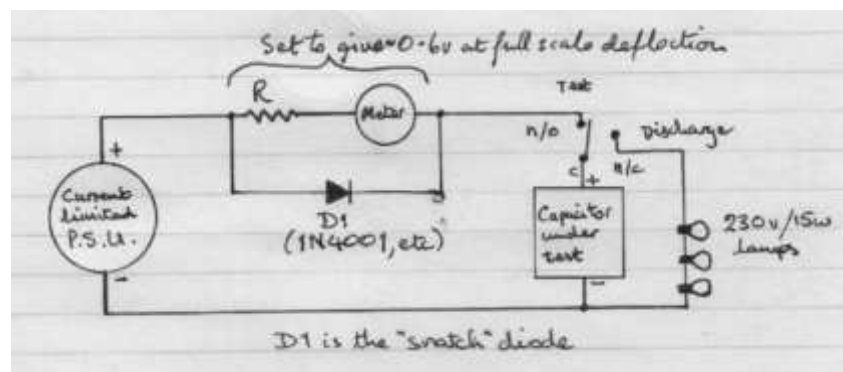 Set to give ~0.6v at full scale deflection
R
Meter
Test
n/o
Discharge
+
c
+
n/c
Current
limited
P.S.U.
D1
(1N4001, etc)
Capacitor
under
test
230v/15w
Lamps
-
-
D1 is the "snatch" diode